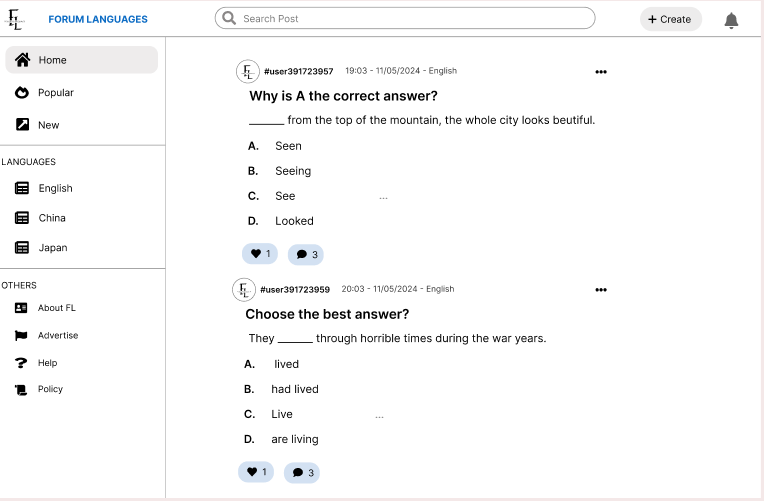 FL
FORUM LANGUAGES
Search Post
+ Create
Home
Popular
New
LANGUAGES
English
China
Japan
OTHERS
About FL
Advertise
Help
Policy
#user391723957 19:03 - 11/05/2024 - English
Why is A the correct answer?
______ from the top of the mountain, the whole city looks beutiful.
A. Seen
B. Seeing
C. See ...
D. Looked
1 3
#user391723959 20:03 - 11/05/2024 - English
Choose the best answer?
They ______ through horrible times during the war years.
A. lived
B. had lived
C. Live ...
D. are living
1 3